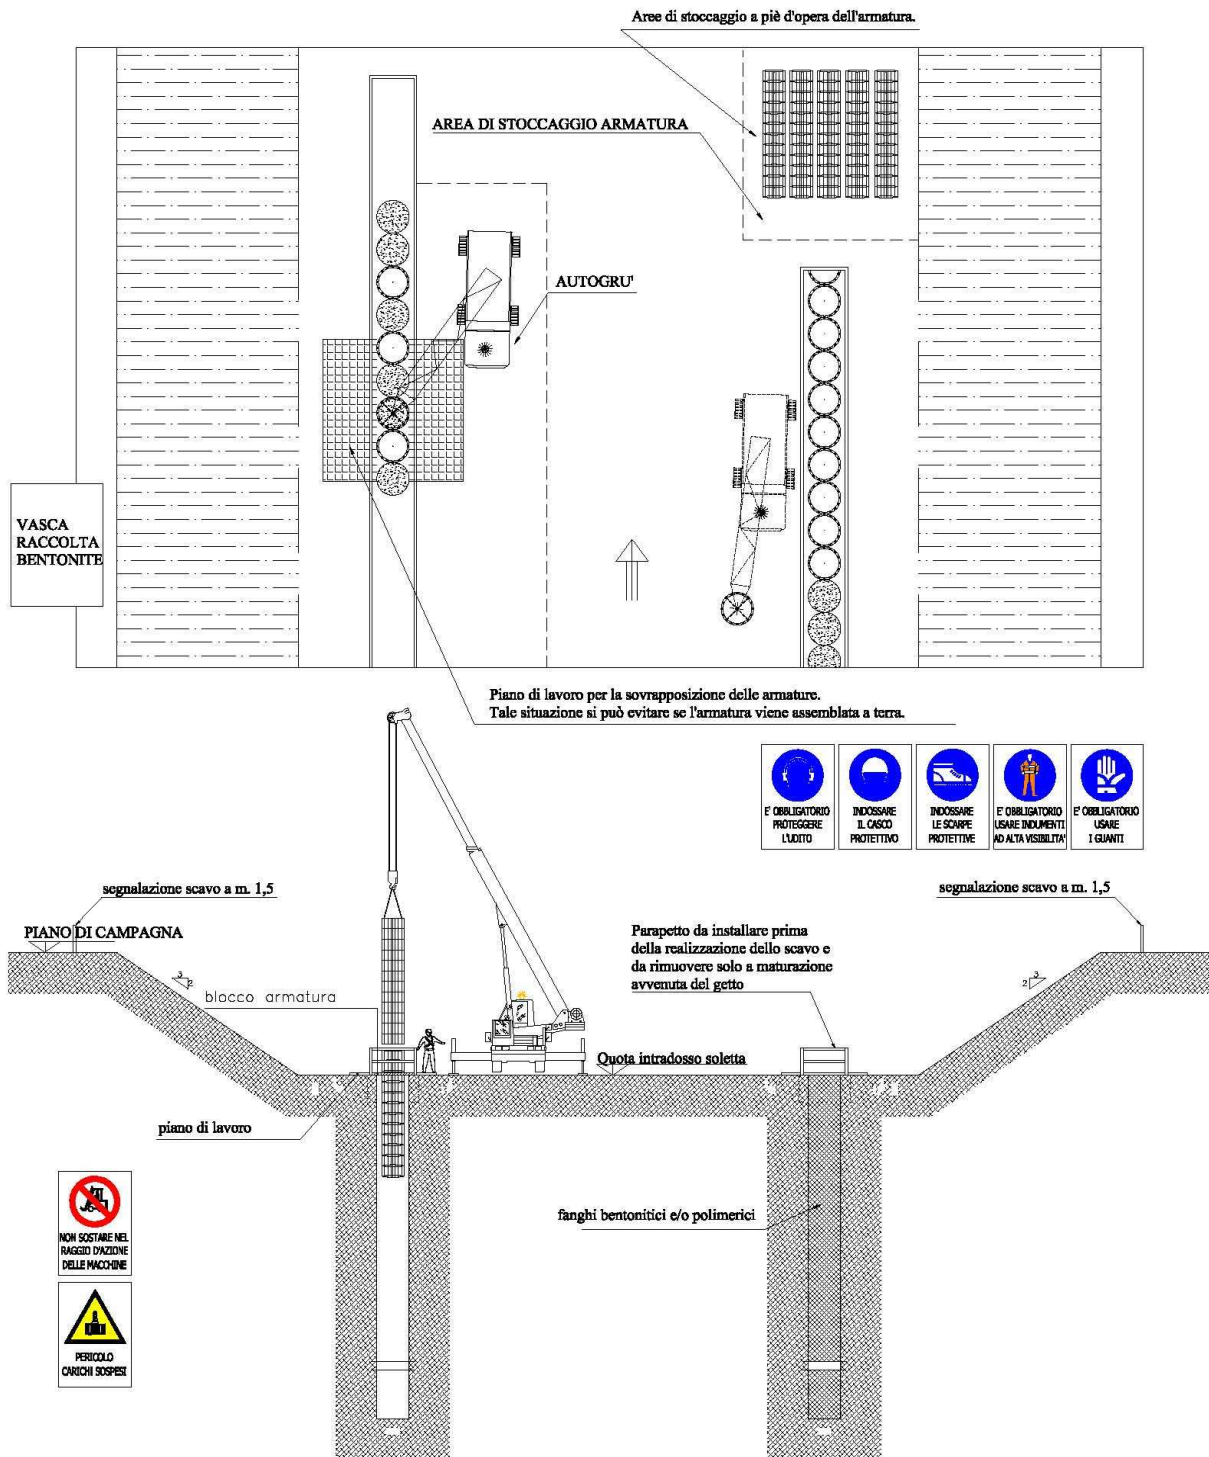 Aree di stoccaggio a piè d'opera dell'armatura.
AREA DI STOCCAGGIO ARMATURA
AUTOGRU'
VASCA
RACCOLTA
BENTONITE
Piano di lavoro per la sovrapposizione delle armature.
Tale situazione si può evitare se l'armatura viene assemblata a terra.
E' OBBLIGATORIO
PROTEGGERE
L'UDITO
INDOSSARE
IL CASCO
PROTETTIVO
INDOSSARE
LE SCARPE
PROTETTIVE
E' OBBLIGATORIO
USARE INDUMENTI
AD ALTA VISIBILITA'
E' OBBLIGATORIO
USARE
I GUANTI
segnalazione scavo a m. 1,5
segnalazione scavo a m. 1,5
PIANO DI CAMPAGNA
Parapetto da installare prima
della realizzazione dello scavo e
da rimuovere solo a maturazione
avvenuta del getto
3
2
3
2
blocco armatura
Quota intradosso soletta
piano di lavoro
fanghi bentonitici e/o polimerici
NON SOSTARE NEL
RAGGIO D'AZIONE
DELLE MACCHINE
PERICOLO
CARICHI SOSPESI